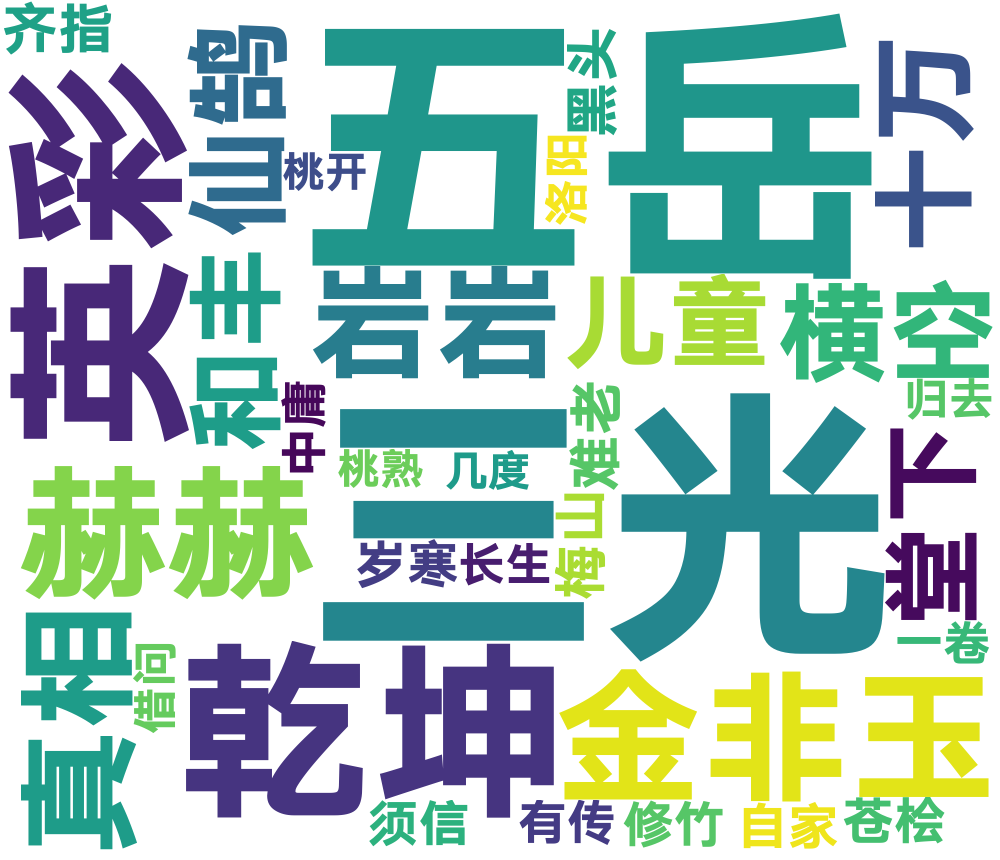 齐指
彩英
仙鹄
五岳
黑头
十万
桃开
洛阳
和丰
岩岩
儿童
横空
归去
中庸
三光
难老
桃熟
几度
堂下
赫赫
岁寒
长生
梅山
一卷
真相
借问
乾坤
金非玉
须信
有传
修竹
自家
苍桧